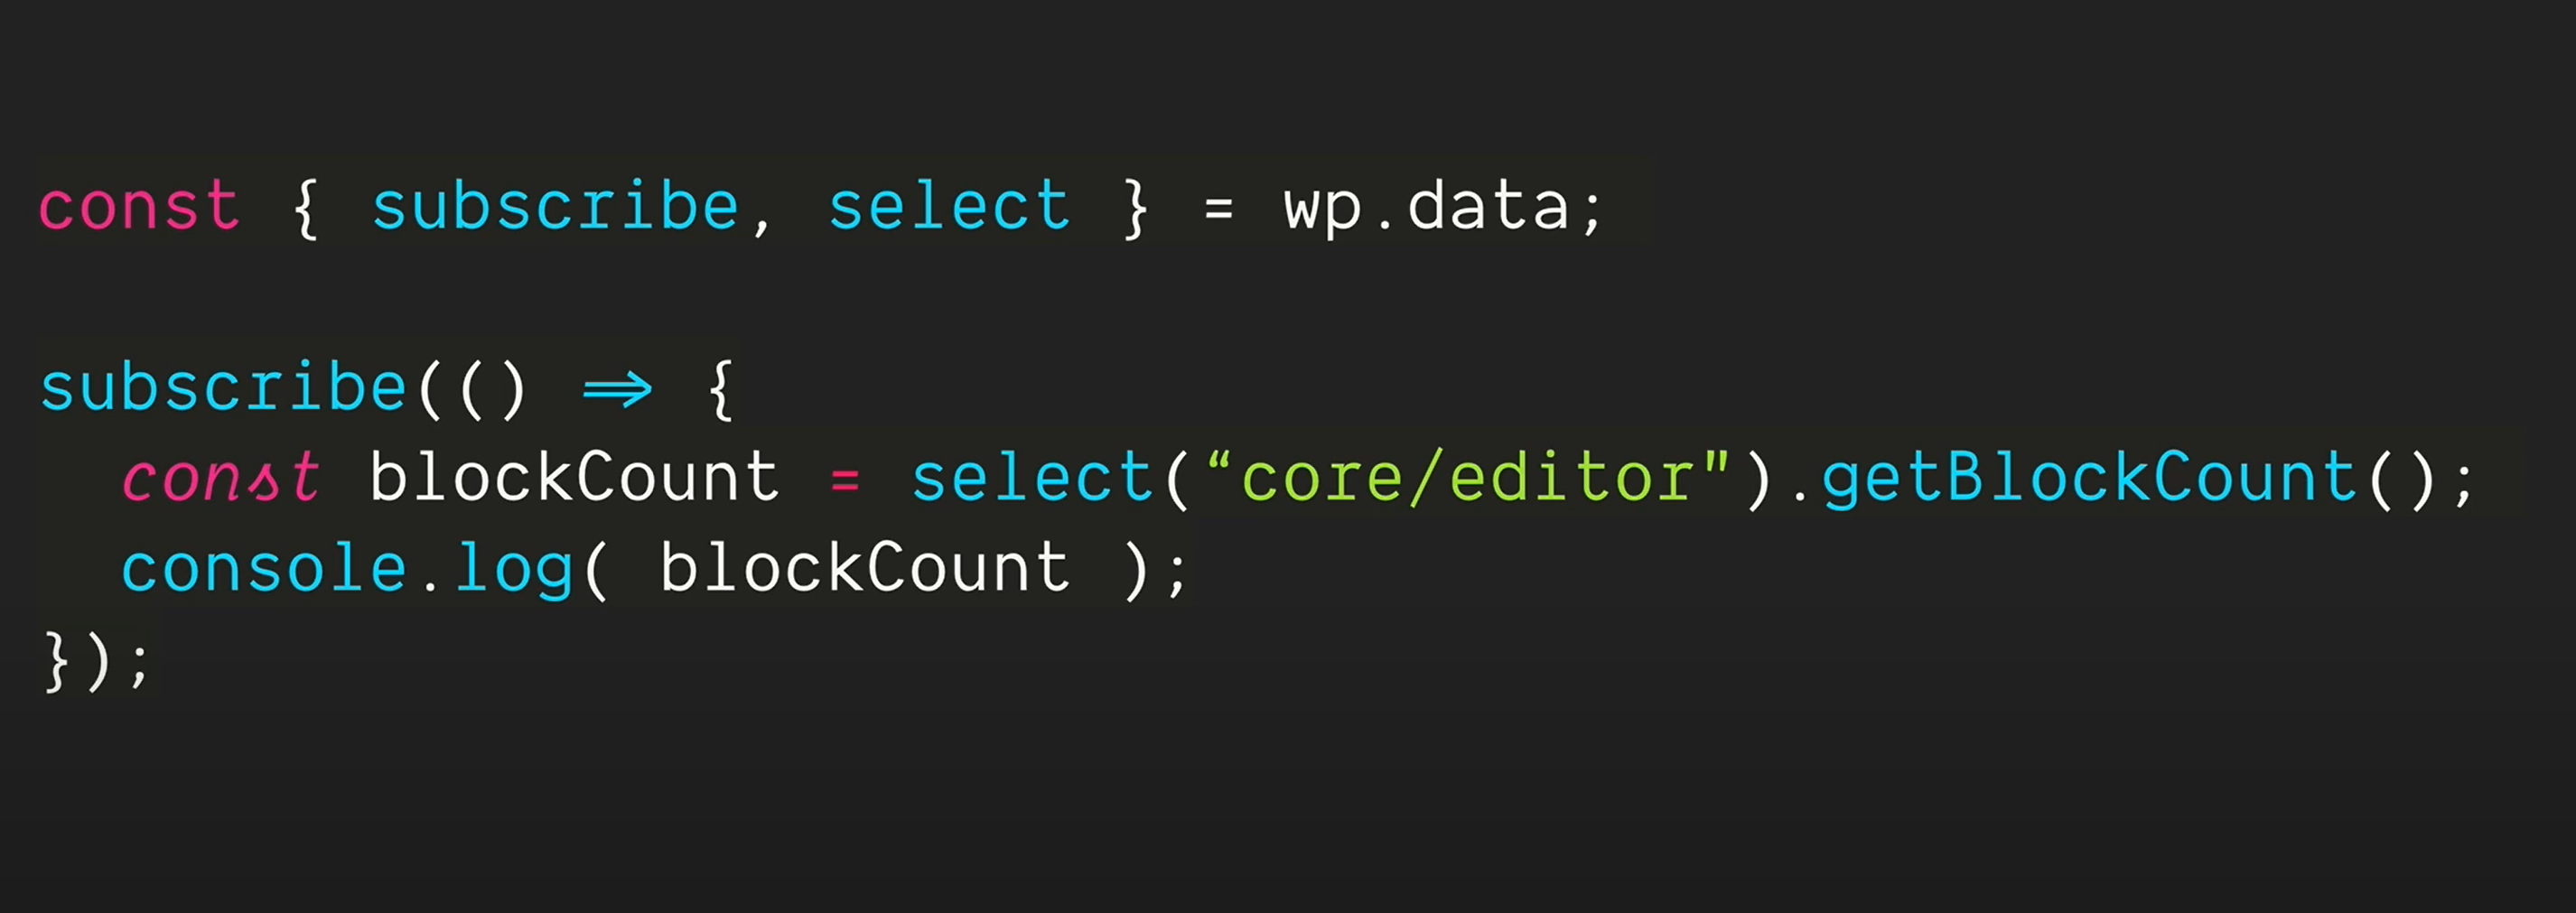 const { subscribe, select } = wp.data;
subscribe(() => {
  const blockCount = select(“core/editor").getBlockCount();
  console.log( blockCount );
});